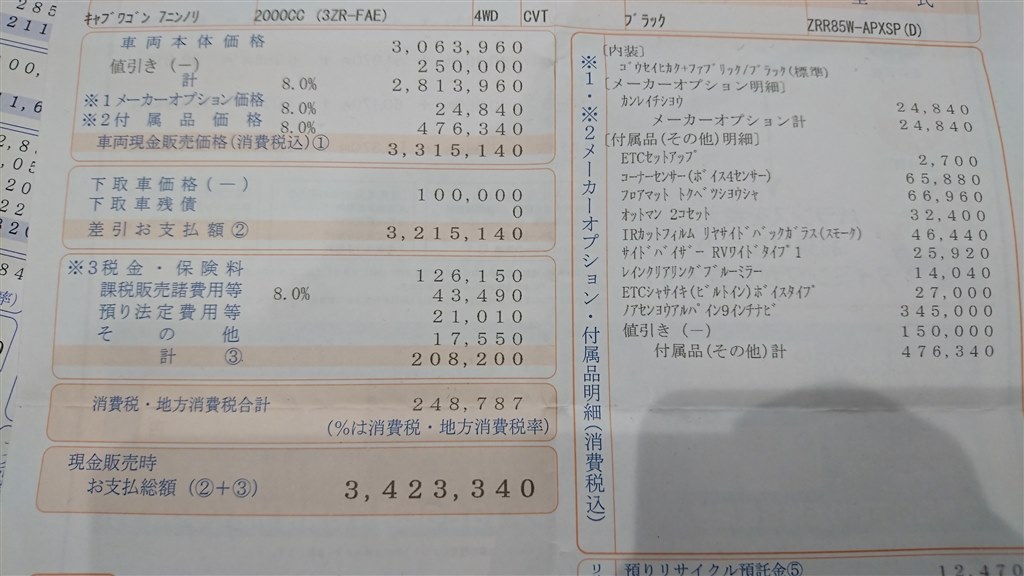 285
211
00,
11,6
2,8
05
20
22
320
84
率)
キャブワゴン 7ニンノリ 2000CC (3ZR-FAE) 4WD CVT ブラック ZRR85W-APXSP(D)
車両本体価格 3,063,960
値引き(−) 250,000
計 8.0% 2,813,960
※1メーカーオプション価格 8.0% 24,840
※2付属品価格 8.0% 476,340
車両現金販売価格(消費税込)① 3,315,140
下取車価格(−) 100,000
下取車残債 0
差引お支払額② 3,215,140
※3税金・保険料 126,150
課税販売諸費用等 8.0% 43,490
預り法定費用等 21,010
その他 17,550
計 ③ 208,200
消費税・地方消費税合計 248,787
(%は消費税・地方消費税率)
現金販売時
お支払総額(②+③) 3,423,340
※1・※2メーカーオプション・付属品明細(消費税込)
[内装]
ゴウセイヒカク+ファブリック/ブラック(標準)
[メーカーオプション明細]
カンレイチショウ 24,840
メーカーオプション計 24,840
[付属品(その他)明細]
ETCセットアップ 2,700
コーナーセンサー(ボイス4センサー) 65,880
フロアマット トクベツショウシャ 66,960
オットマン 2コセット 32,400
IRカットフィルム リヤサイドバックガラス(スモーク) 46,440
サイドバイザー RVワイドタイプ1 25,920
レインクリアリングブルーミラー 14,040
ETCシャサイキ(ビルトイン)ボイスタイプ 27,000
ノアセンヨウアルパイン9インチナビ 345,000
値引き(−) 150,000
付属品(その他)計 476,340
預りリサイクル預託金⑤ 12,470